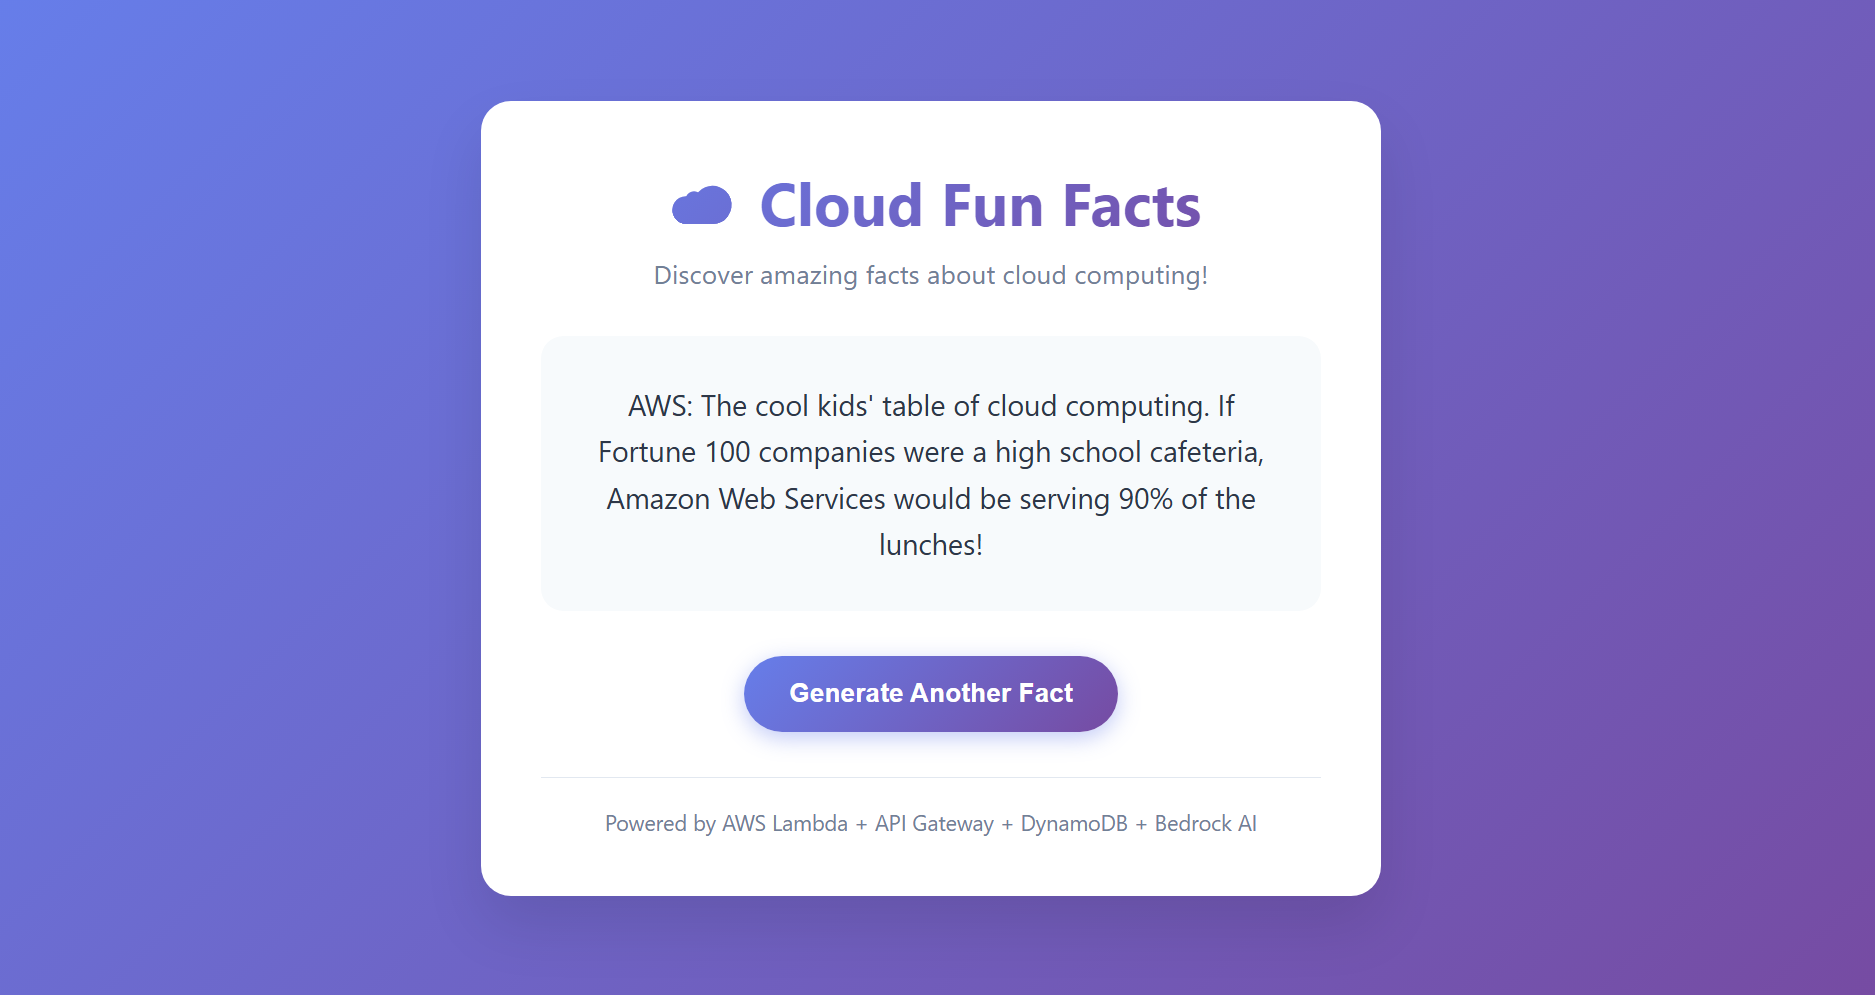 Cloud Fun Facts
Discover amazing facts about cloud computing!
AWS: The cool kids' table of cloud computing. If
Fortune 100 companies were a high school cafeteria,
Amazon Web Services would be serving 90% of the
lunches!
Generate Another Fact
Powered by AWS Lambda + API Gateway + DynamoDB + Bedrock AI